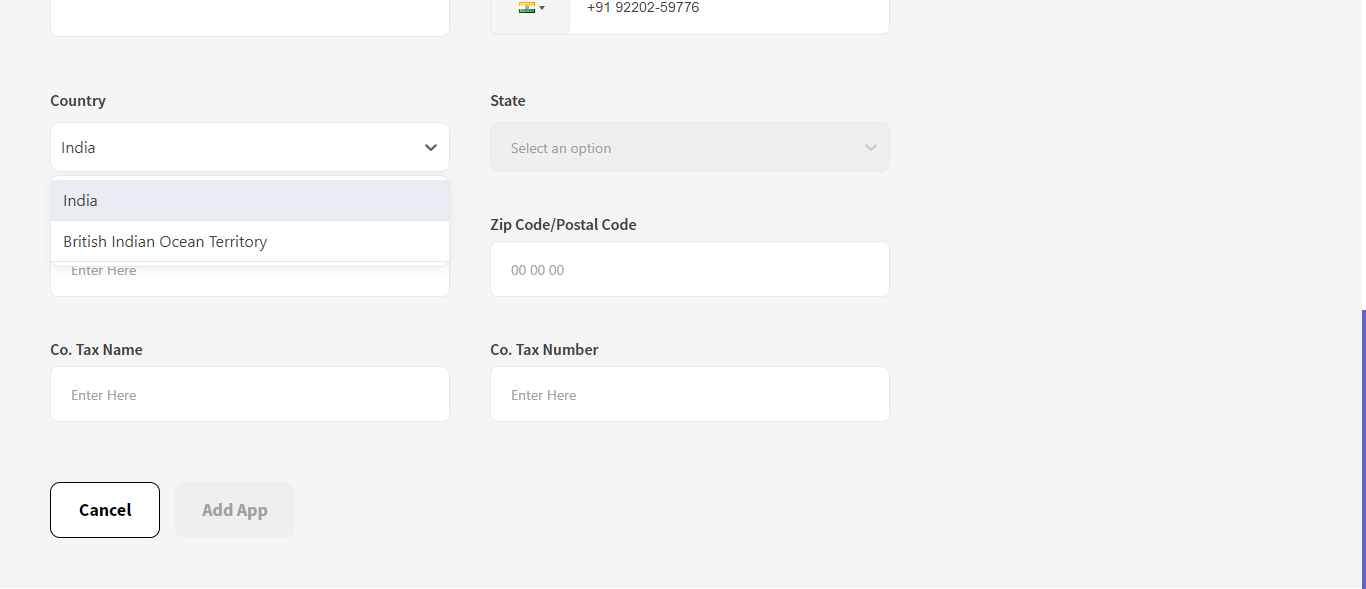 +91 92202-59776
Country
State
India
Select an option
India
British Indian Ocean Territory
Zip Code/Postal Code
Enter Here
00 00 00
Co. Tax Name
Co. Tax Number
Enter Here
Enter Here
Cancel
Add App